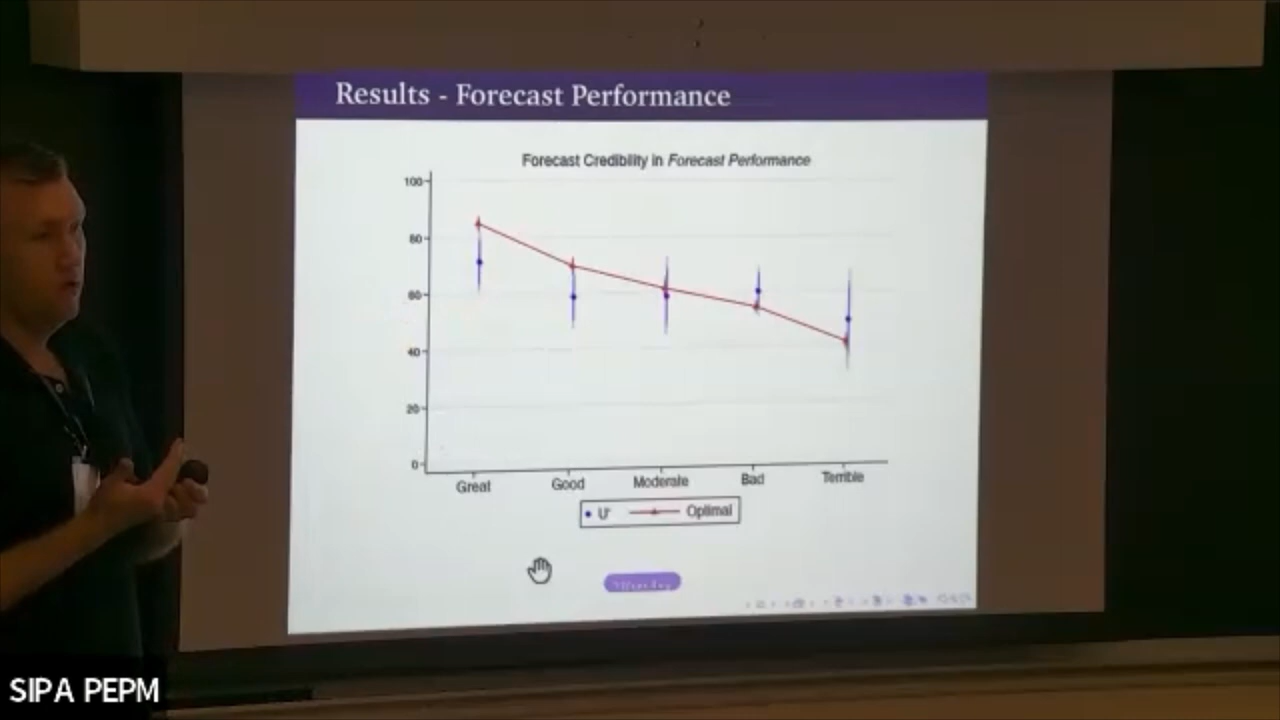 Results - Forecast Performance
Forecast Credibility in Forecast Performance
100
80
60
40
20
0
Great Good Moderate Bad Terrible
Optimal
SIPA PEPM